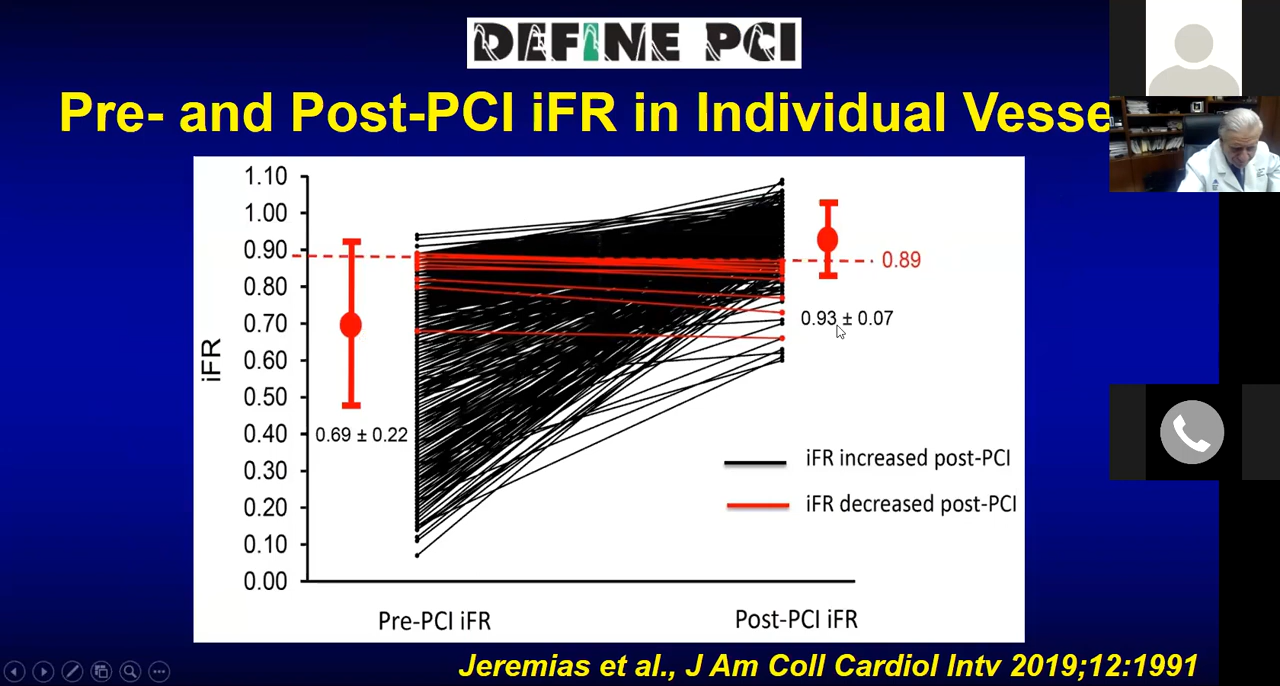 DEFINE PCI
Pre- and Post-PCI iFR in Individual Vesse
1.10
1.00
0.90
0.80
0.70
0.60
0.50
0.40
0.30
0.20
0.10
0.00
iFR
0.69 ± 0.22
0.89
0.93 ± 0.07
iFR increased post-PCI
iFR decreased post-PCI
Pre-PCI iFR
Post-PCI iFR
Jeremias et al., J Am Coll Cardiol Intv 2019;12:1991